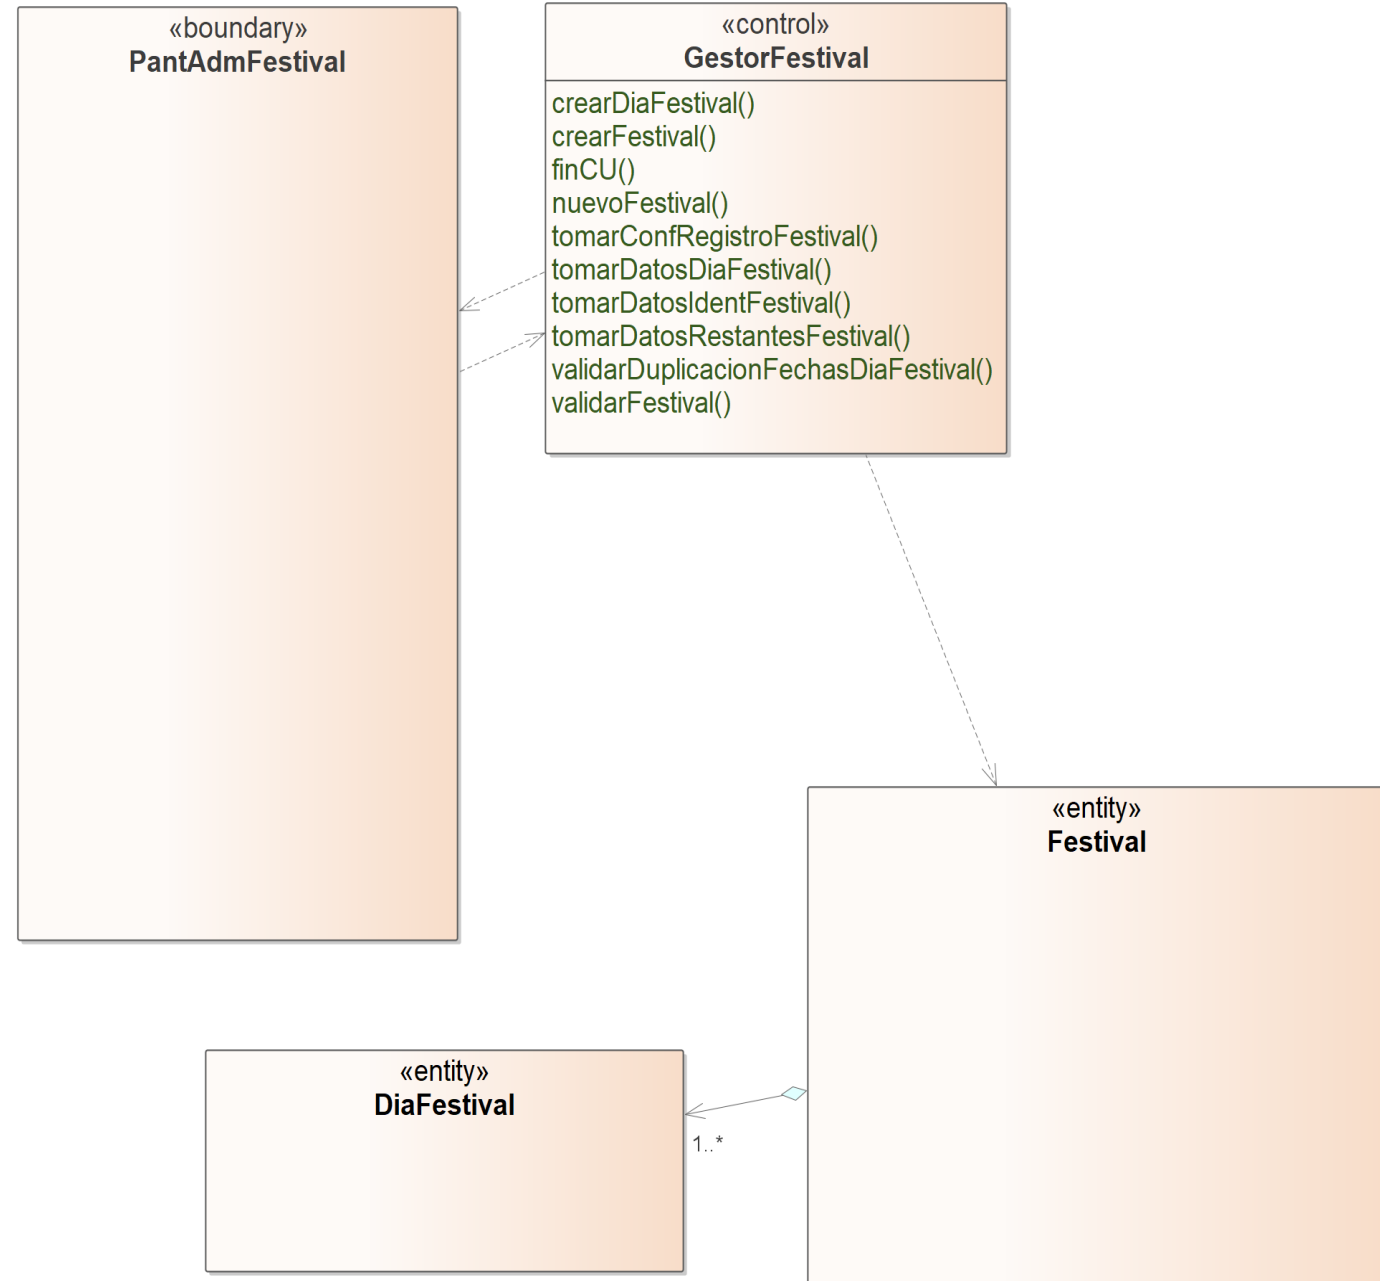 «boundary»
PantAdmFestival
«control»
GestorFestival
crearDiaFestival()
crearFestival()
finCU()
nuevoFestival()
tomarConfRegistroFestival()
tomarDatosDiaFestival()
tomarDatosIdentFestival()
tomarDatosRestantesFestival()
validarDuplicacionFechasDiaFestival()
validarFestival()
«entity»
Festival
«entity»
DiaFestival
1..*